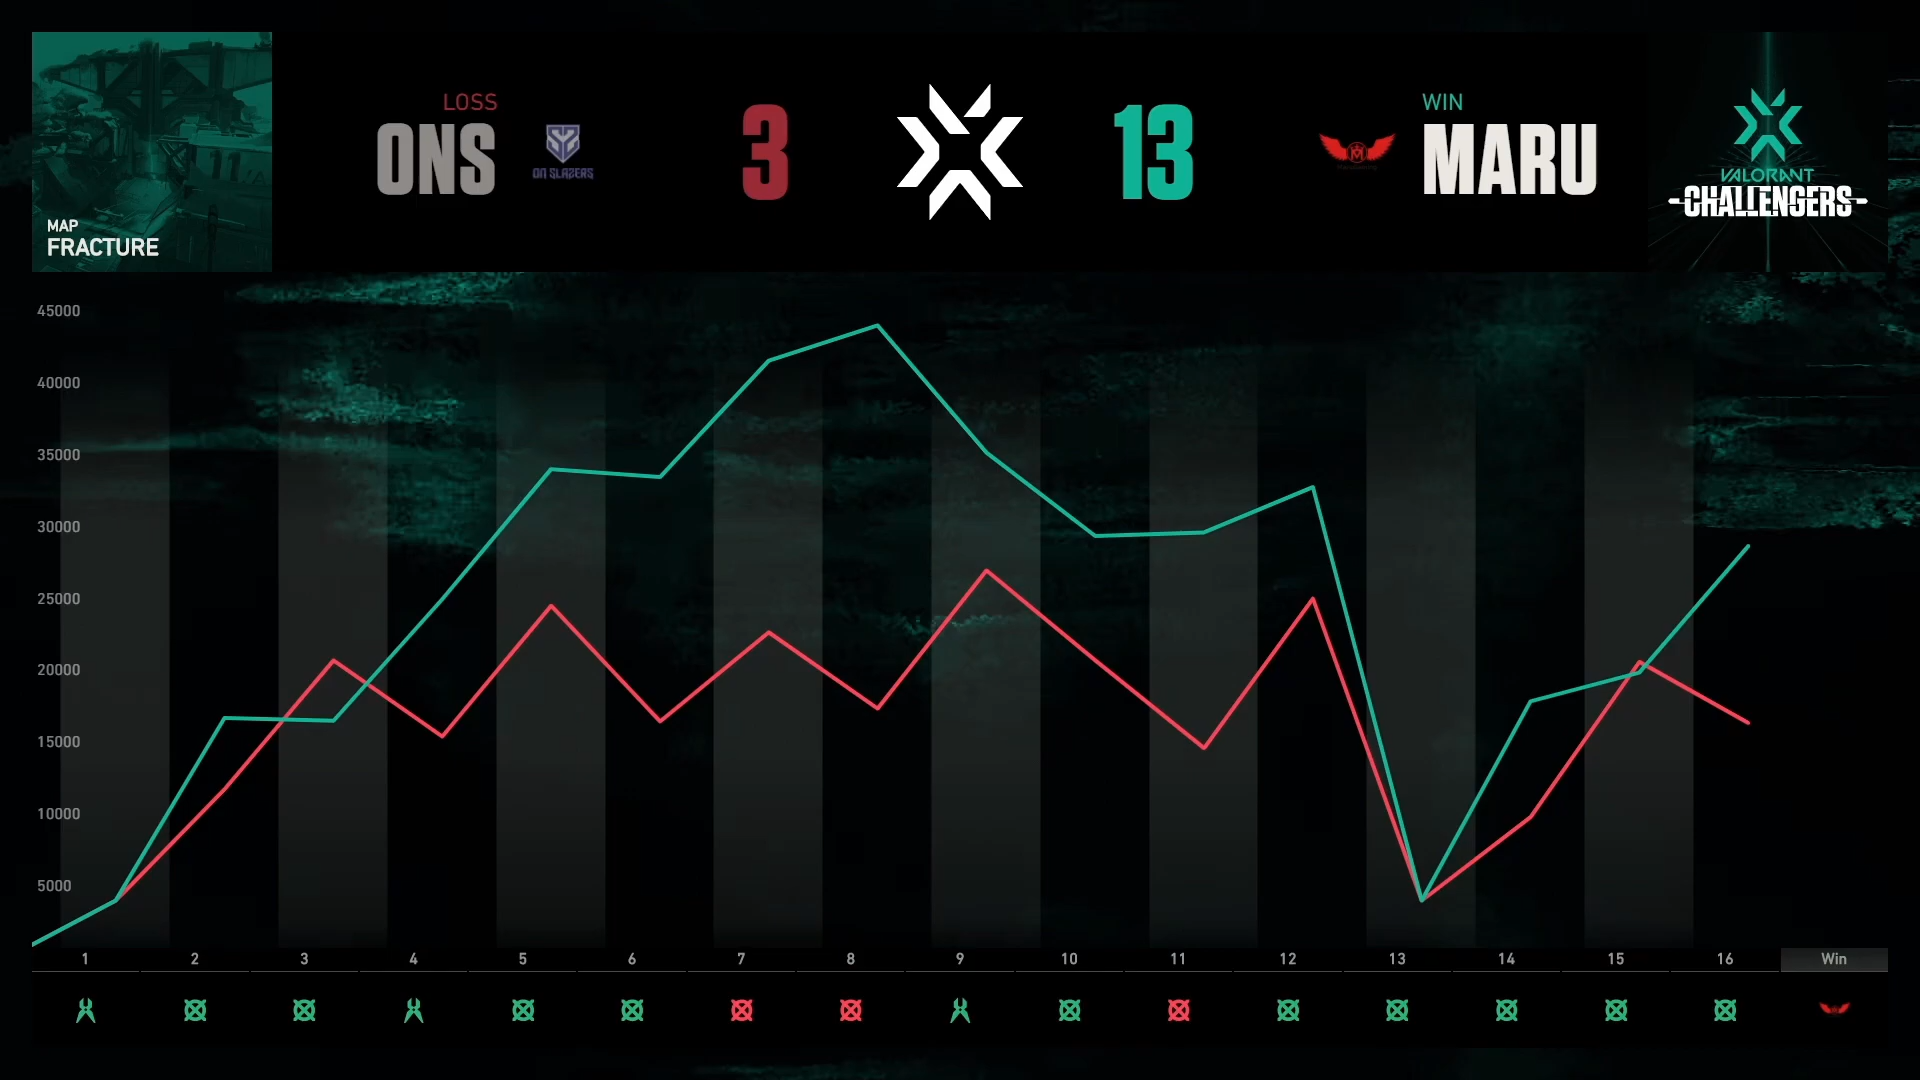 MAP
FRACTURE
LOSS
ONS
ON SLAZERS
3
13
WIN
MARU
VALORANT
CHALLENGERS
45000
40000
35000
30000
25000
20000
15000
10000
5000
1 2 3 4 5 6 7 8 9 10 11 12 13 14 15 16 Win